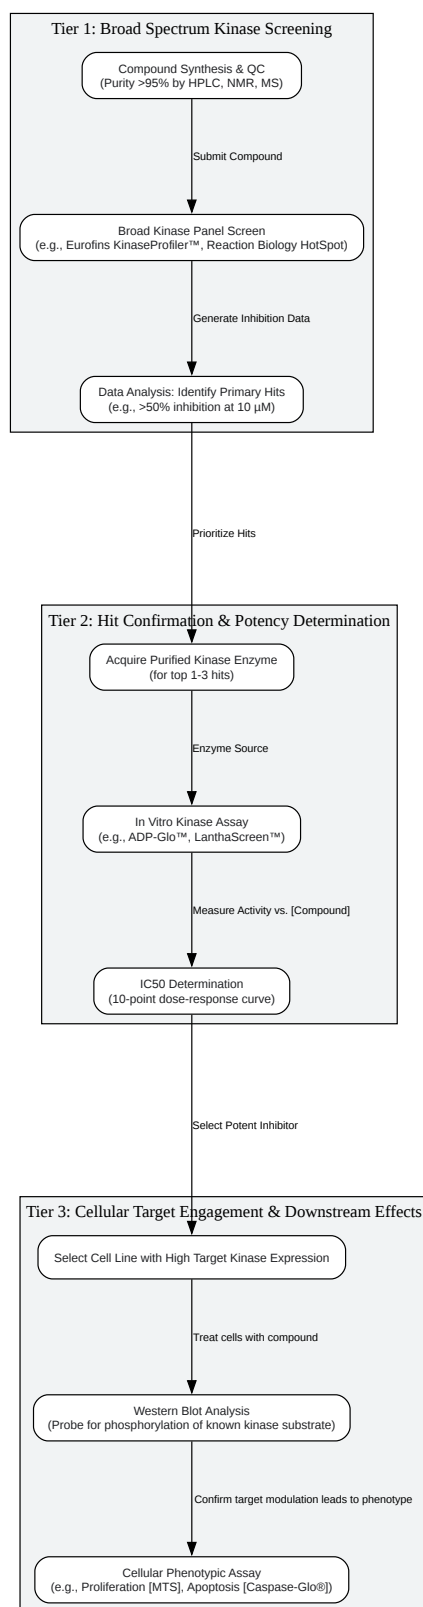 Tier 1: Broad Spectrum Kinase Screening
Compound Synthesis & QC
(Purity >95% by HPLC, NMR, MS)
Submit Compound
Broad Kinase Panel Screen
(e.g., Eurofins KinaseProfiler™, Reaction Biology HotSpot)
Generate Inhibition Data
Data Analysis: Identify Primary Hits
(e.g., >50% inhibition at 10 µM)
Prioritize Hits
Tier 2: Hit Confirmation & Potency Determination
Acquire Purified Kinase Enzyme
(for top 1-3 hits)
Enzyme Source
In Vitro Kinase Assay
(e.g., ADP-Glo™, LanthaScreen™)
Measure Activity vs. [Compound]
IC50 Determination
(10-point dose-response curve)
Select Potent Inhibitor
Tier 3: Cellular Target Engagement & Downstream Effects
Select Cell Line with High Target Kinase Expression
Treat cells with compound
Western Blot Analysis
(Probe for phosphorylation of known kinase substrate)
Confirm target modulation leads to phenotype
Cellular Phenotypic Assay
(e.g., Proliferation [MTS], Apoptosis [Caspase-Glo®])